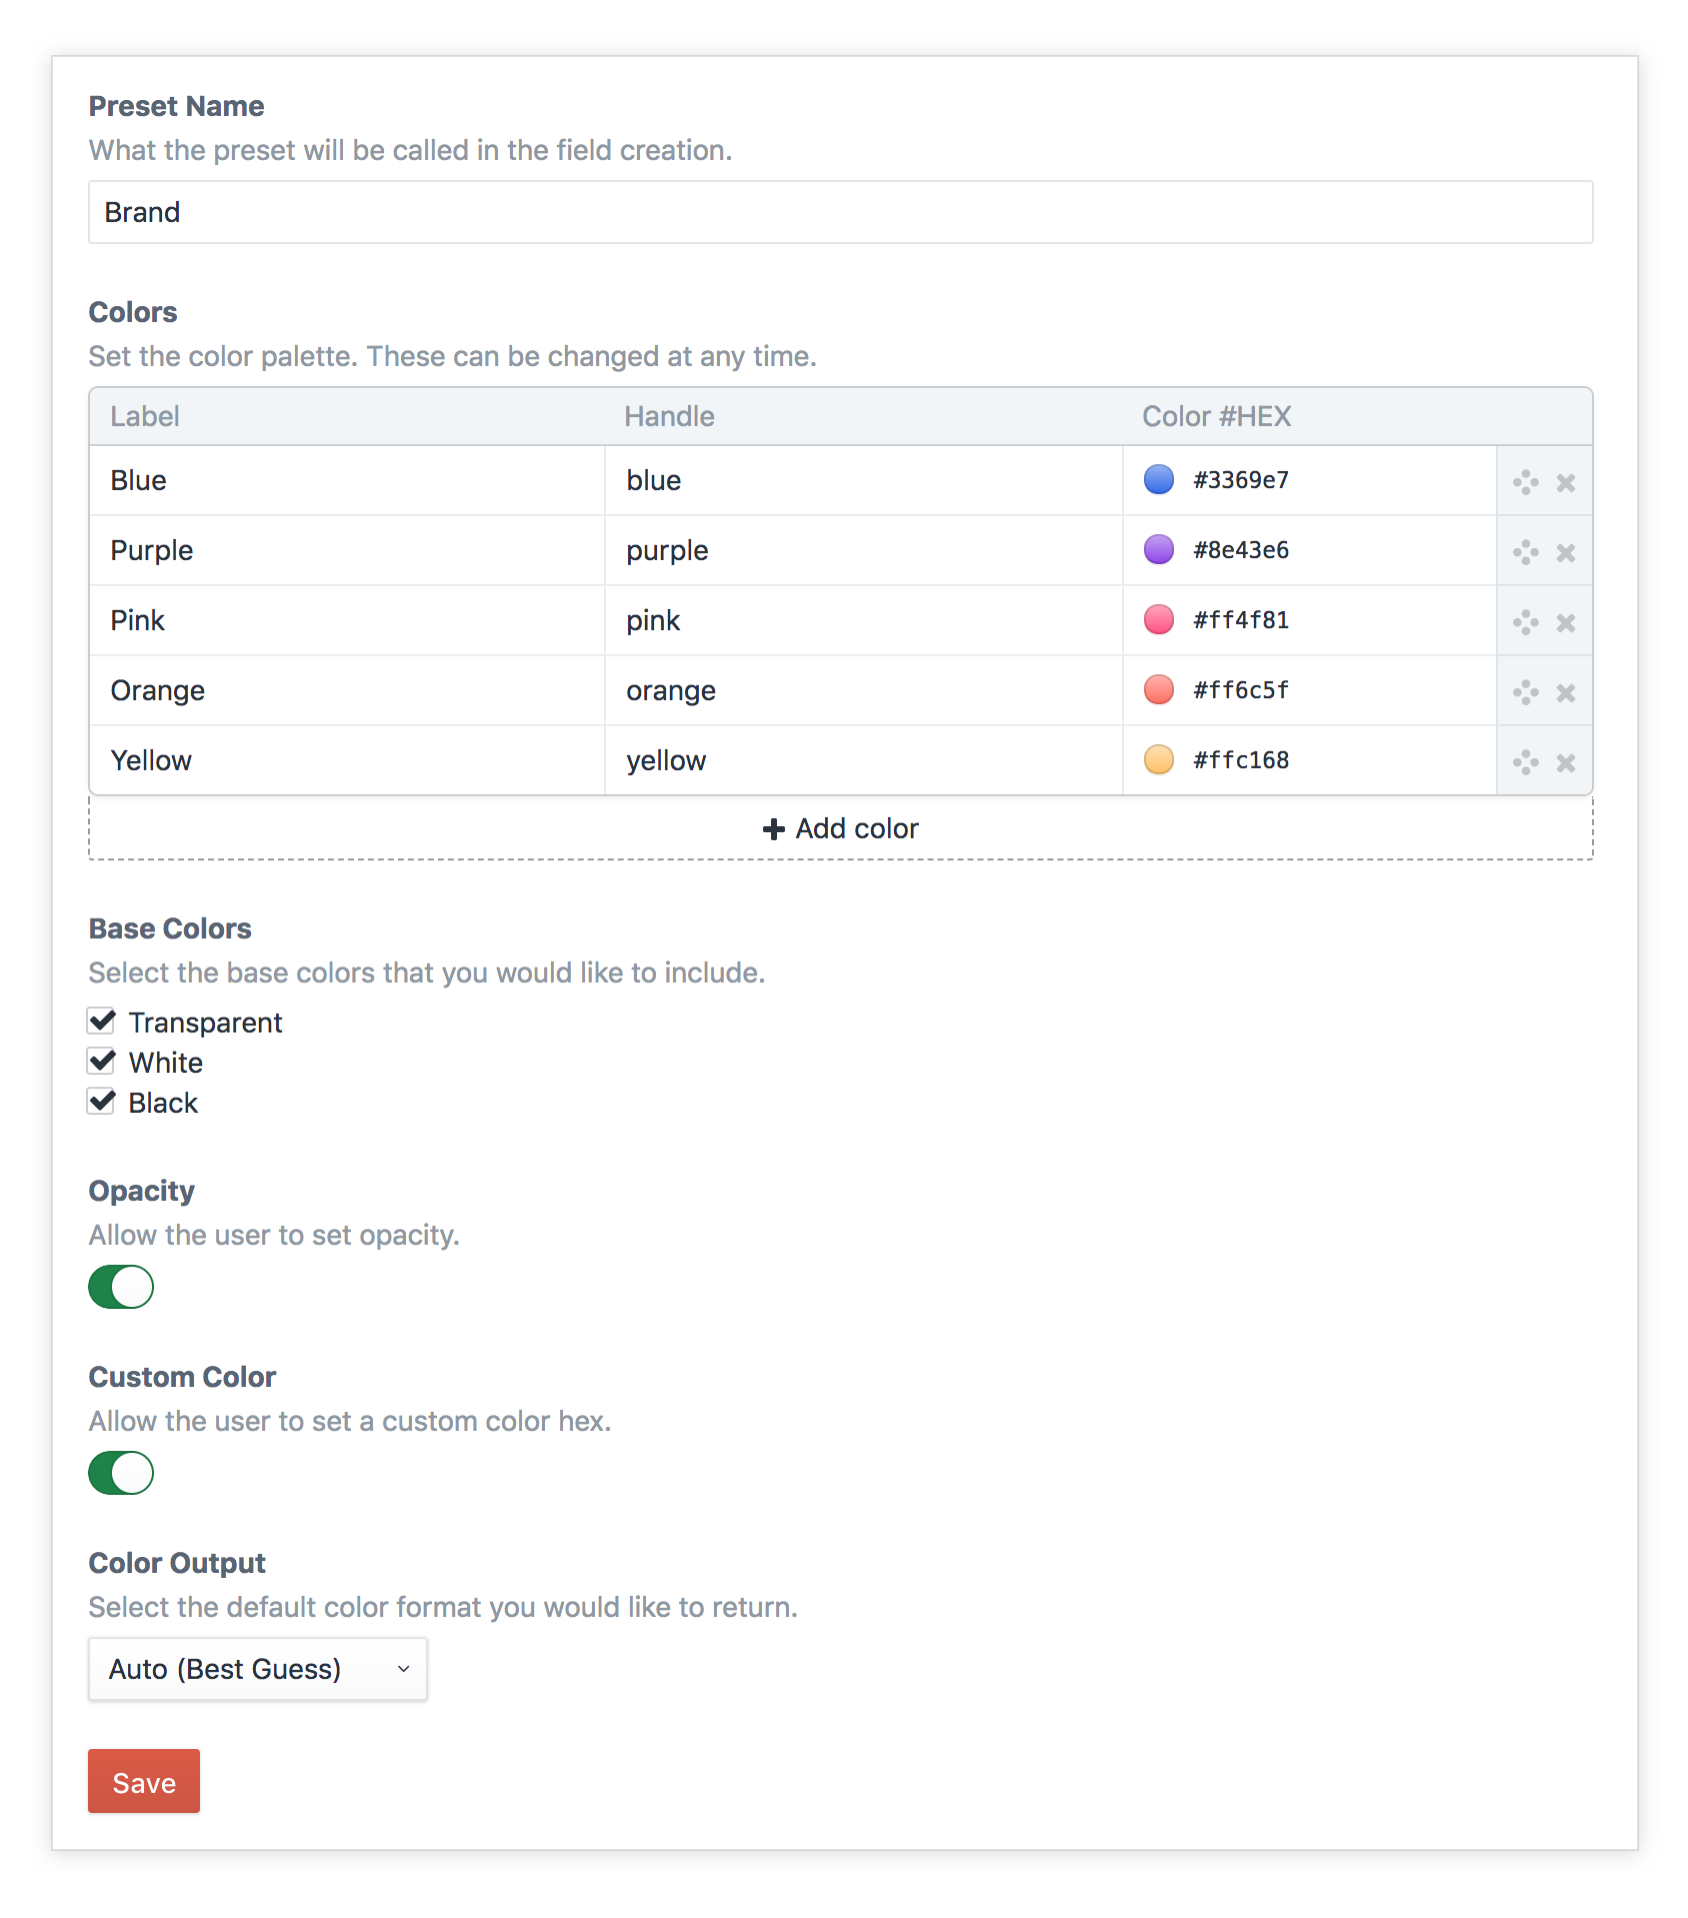 Preset Name
What the preset will be called in the field creation.
Brand
Colors
Set the color palette. These can be changed at any time.
Label Handle Color #HEX
Blue blue #3369e7
Purple purple #8e43e6
Pink pink #ff4f81
Orange orange #ff6c5f
Yellow yellow #ffc168
Add color
Base Colors
Select the base colors that you would like to include.
Transparent
White
Black
Opacity
Allow the user to set opacity.
Custom Color
Allow the user to set a custom color hex.
Color Output
Select the default color format you would like to return.
Auto (Best Guess)
Save